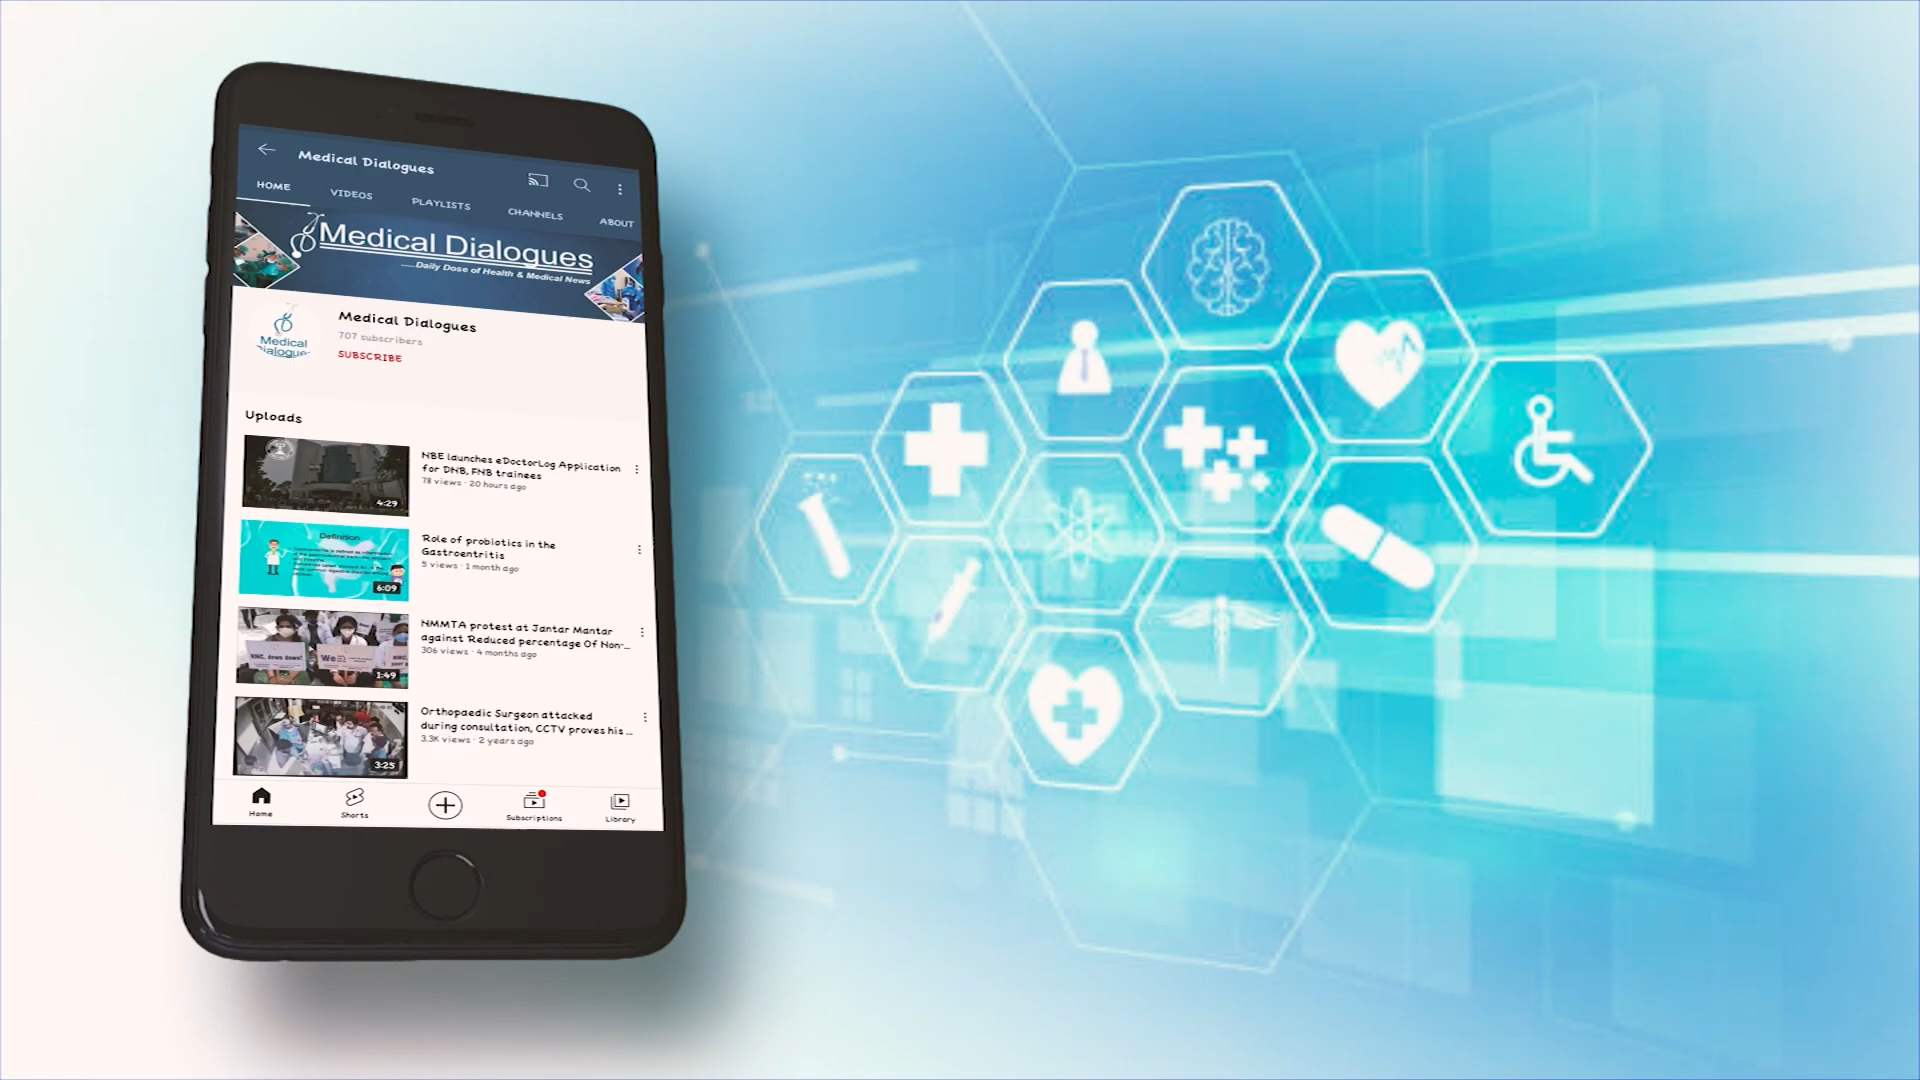 Medical Dialogues
HOME VIDEOS PLAYLISTS CHANNELS ABOUT
Medical Dialogues
.....Daily Dose of Health & Medical News
Medical
Medical Dialogues
707 subscribers
SUBSCRIBE
Uploads
NBE launches eDoctorLog Application
for DNB, FNB trainees
78 views · 20 hours ago
4:29
Definition
6:09
Role of probiotics in the
Gastroentritis
5 views · 1 month ago
We
1:49
NMMTA protest at Jantar Mantar
against Reduced percentage Of Non-...
306 views · 4 months ago
3:25
Orthopaedic Surgeon attacked
during consultation, CCTV proves his ...
3.3K views · 2 years ago
Home Shorts Subscriptions Library